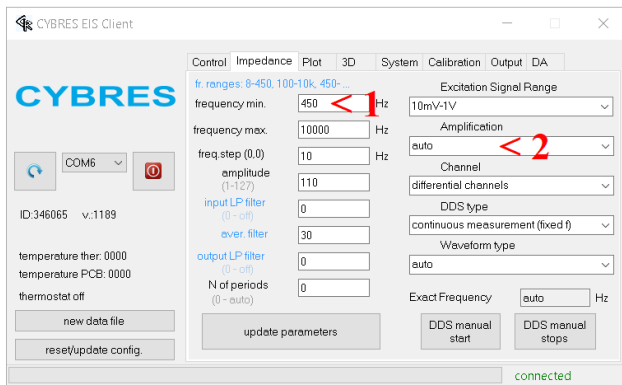 CYBRES EIS Client
Control Impedance Plot 3D System Calibration Output DA
CYBRES
fr. ranges: 8-450, 100-10k, 450-...
frequency min. 450 < 1 Hz
frequency max. 10000 Hz
freq.step (0,0) 10 Hz
amplitude
(1-127) 110
input LP filter
(0 - off) 0
aver. filter 30
output LP filter
(0 - off) 0
N of periods
(0 - auto) 0
update parameters
Excitation Signal Range
10mV-1V
Amplification
auto < 2
Channel
differential channels
DDS type
continuous measurement (fixed f)
Waveform type
auto
Exact Frequency auto Hz
DDS manual
start
DDS manual
stops
COM6
ID:346065 v.:1189
temperature ther: 0000
temperature PCB: 0000
thermostat off
new data file
reset/update config.
connected